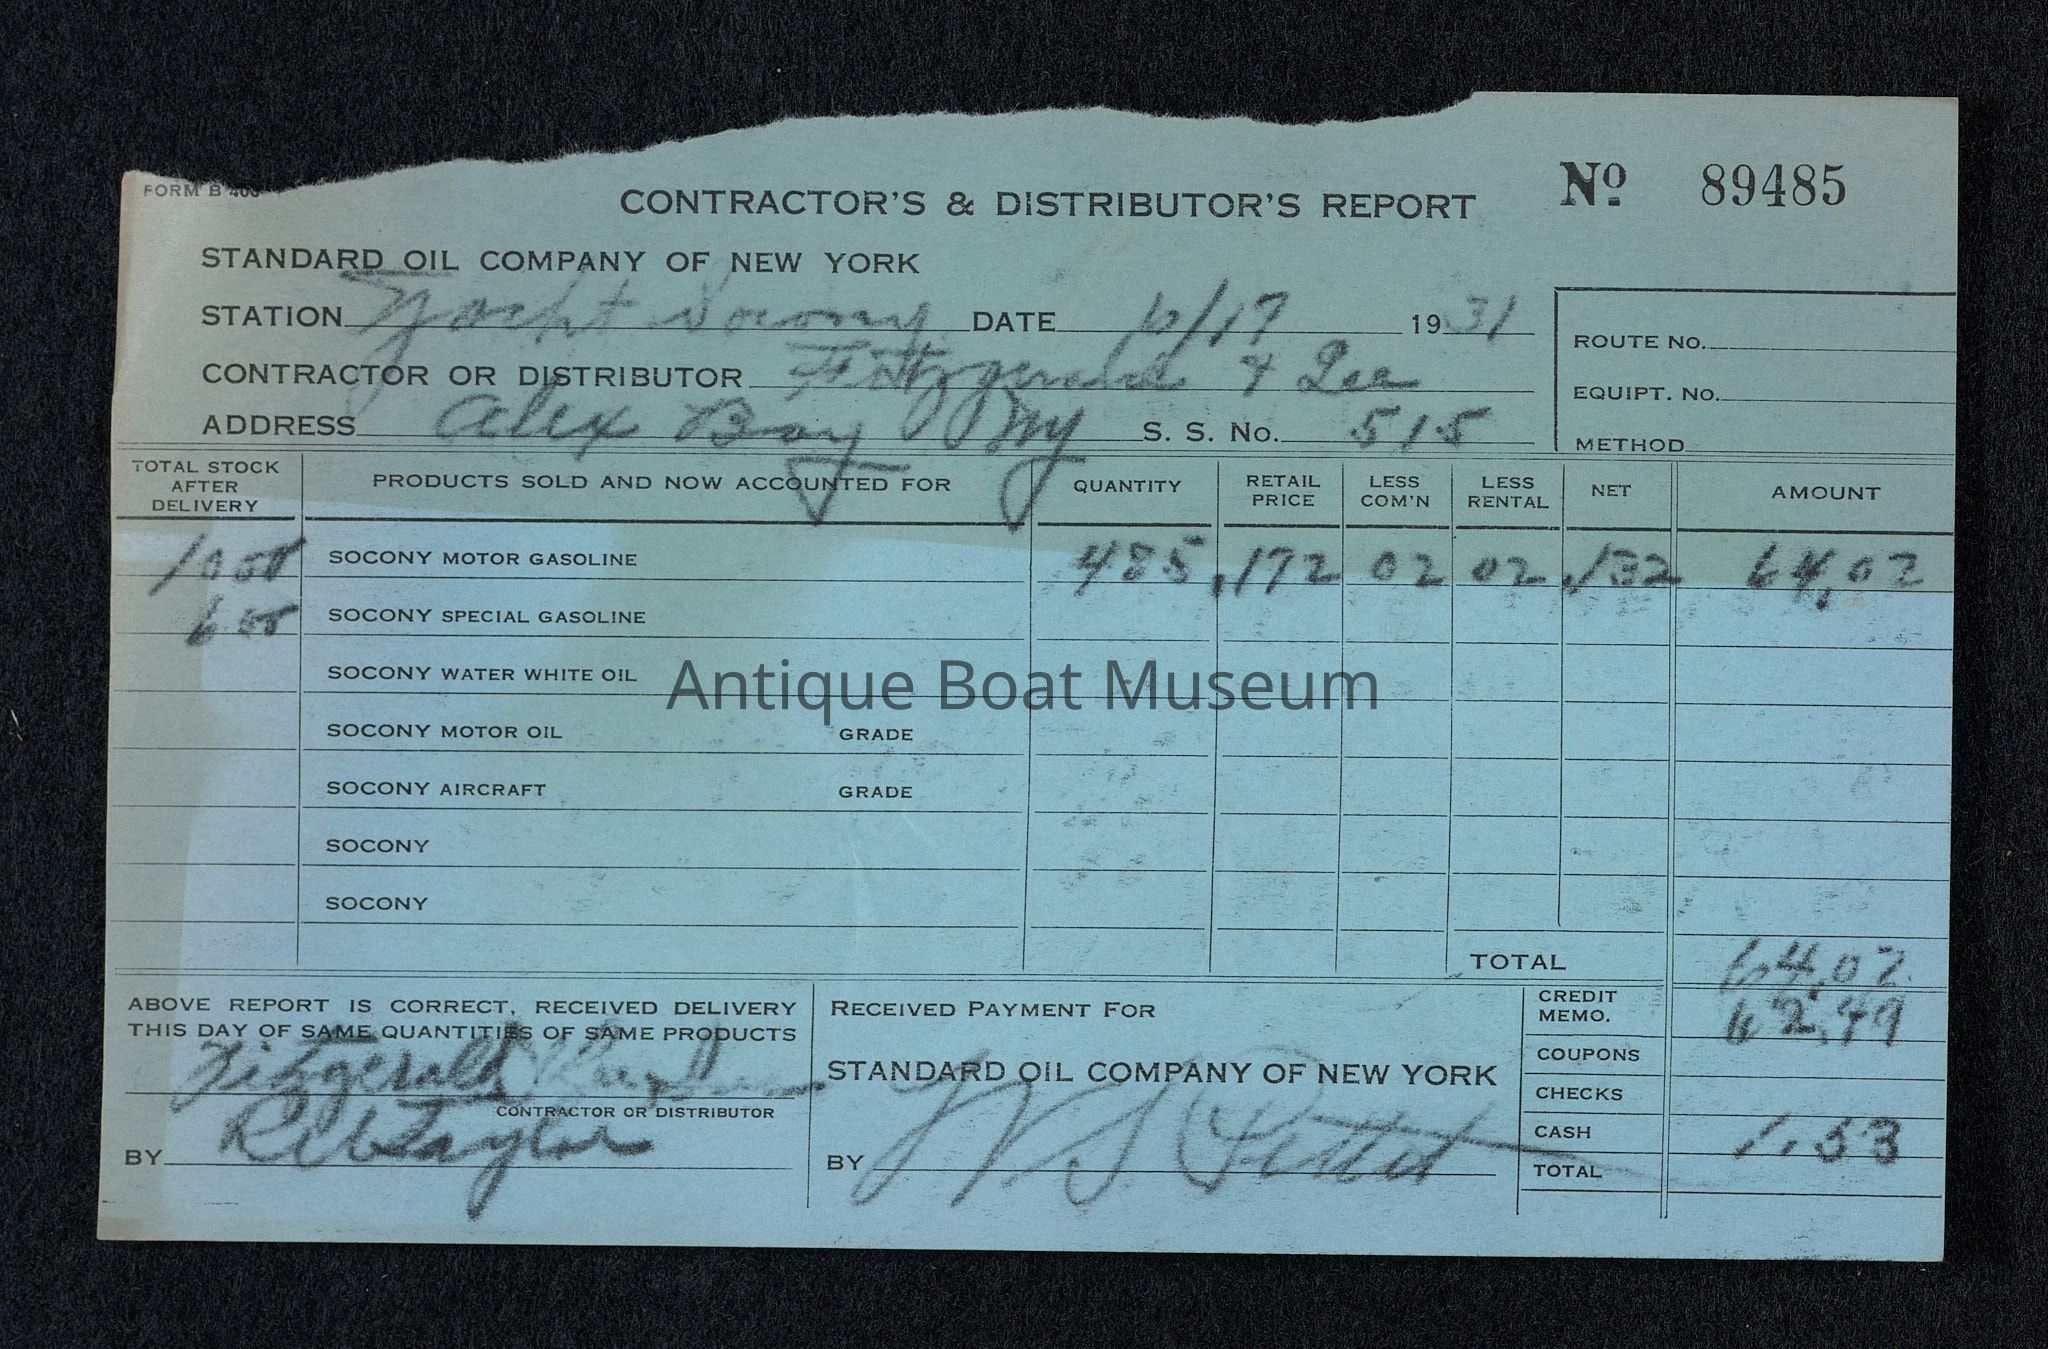 FORM B 400
CONTRACTOR'S & DISTRIBUTOR'S REPORT
No 89485
STANDARD OIL COMPANY OF NEW YORK
STATION Yacht Socony DATE 6/17 1931
ROUTE NO.
CONTRACTOR OR DISTRIBUTOR Fitzgerald & Lee
EQUIPT. NO.
ADDRESS Alex Bay NY S. S. No. 515
METHOD
TOTAL STOCK AFTER DELIVERY PRODUCTS SOLD AND NOW ACCOUNTED FOR QUANTITY RETAIL PRICE LESS COM'N LESS RENTAL NET AMOUNT
1000 SOCONY MOTOR GASOLINE 485 .172 02 02 .132 64.02
600 SOCONY SPECIAL GASOLINE
SOCONY WATER WHITE OIL
Antique Boat Museum
SOCONY MOTOR OIL GRADE
SOCONY AIRCRAFT GRADE
SOCONY
SOCONY
TOTAL 64.02
ABOVE REPORT IS CORRECT, RECEIVED DELIVERY
THIS DAY OF SAME QUANTITIES OF SAME PRODUCTS
Fitzgerald
CONTRACTOR OR DISTRIBUTOR
BY Taylor
RECEIVED PAYMENT FOR
STANDARD OIL COMPANY OF NEW YORK
BY W S
CREDIT MEMO. 62.49
COUPONS
CHECKS
CASH 1.53
TOTAL